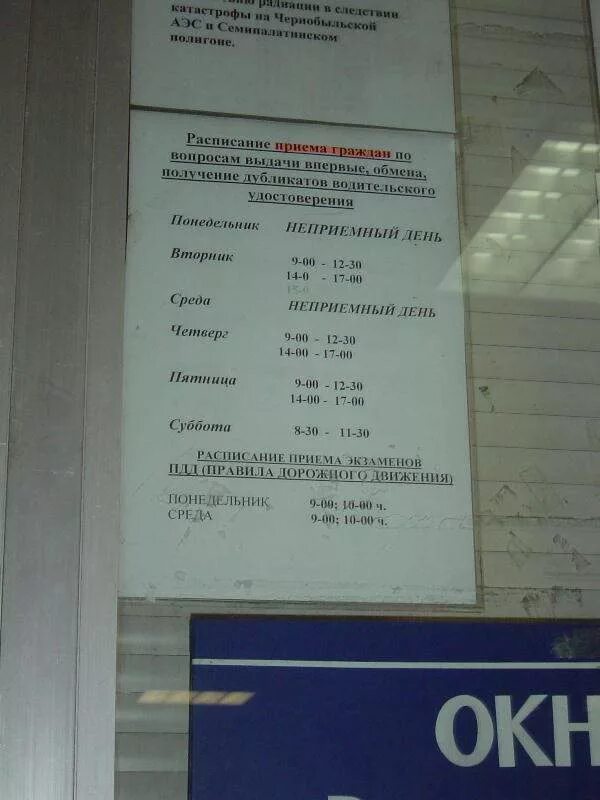 радиации в следствии
катастрофы на Чернобыльской
АЭС и Семипалатинском
полигоне.
Расписание приема граждан по
вопросам выдачи впервые, обмена,
получение дубликатов водительского
удостоверения
Понедельник НЕПРИЕМНЫЙ ДЕНЬ
Вторник 9-00 - 12-30
14-0 - 17-00
Среда НЕПРИЕМНЫЙ ДЕНЬ
Четверг 9-00 - 12-30
14-00 - 17-00
Пятница 9-00 - 12-30
14-00 - 17-00
Суббота 8-30 - 11-30
РАСПИСАНИЕ ПРИЕМА ЭКЗАМЕНОВ
ПДД (ПРАВИЛА ДОРОЖНОГО ДВИЖЕНИЯ)
ПОНЕДЕЛЬНИК 9-00; 10-00 ч.
СРЕДА 9-00; 10-00 ч.
ОКН